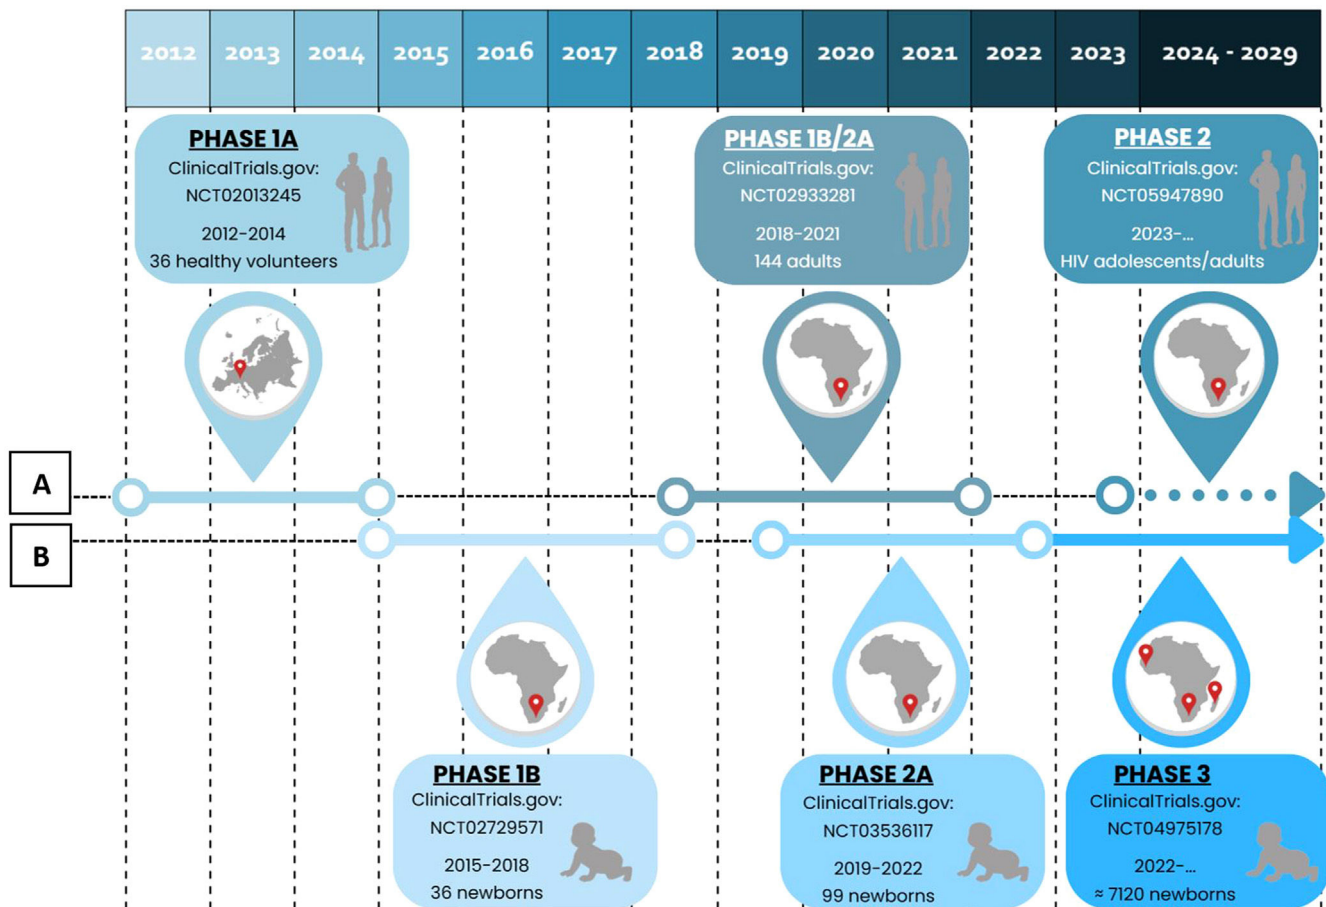 2012 2013 2014 2015 2016 2017 2018 2019 2020 2021 2022 2023 2024 - 2029
PHASE 1A
ClinicalTrials.gov:
NCT02013245
2012-2014
36 healthy volunteers
PHASE 1B/2A
ClinicalTrials.gov:
NCT02933281
2018-2021
144 adults
PHASE 2
ClinicalTrials.gov:
NCT05947890
2023-...
HIV adolescents/adults
A
B
PHASE 1B
ClinicalTrials.gov:
NCT02729571
2015-2018
36 newborns
PHASE 2A
ClinicalTrials.gov:
NCT03536117
2019-2022
99 newborns
PHASE 3
ClinicalTrials.gov:
NCT04975178
2022-...
≈ 7120 newborns